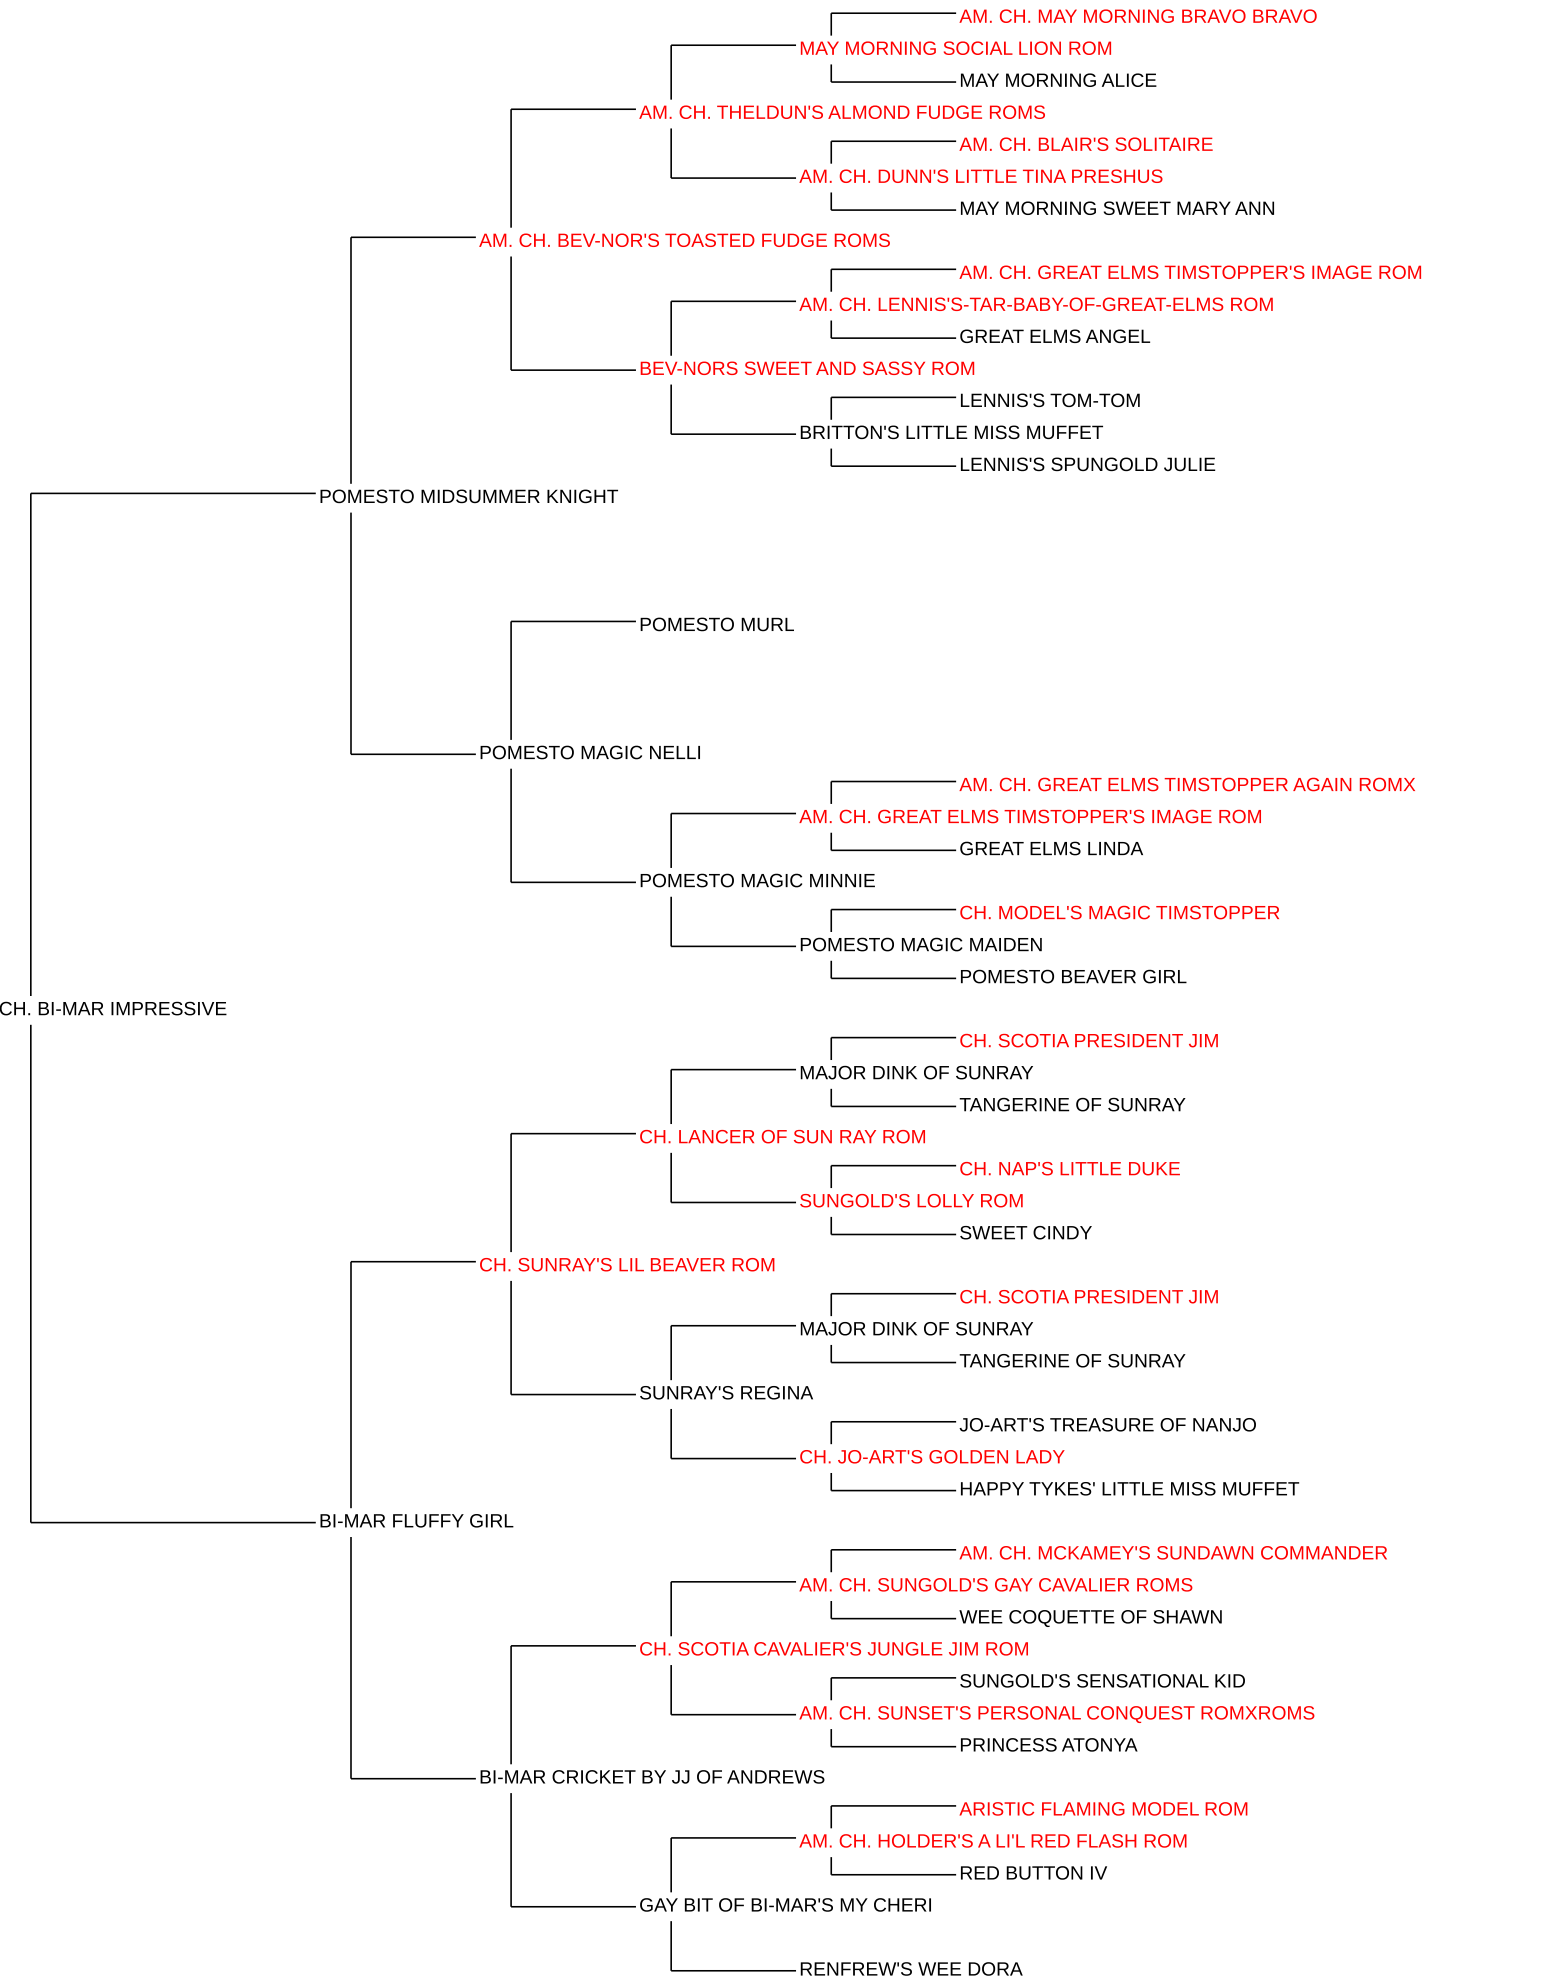 AM. CH. MAY MORNING BRAVO BRAVO
MAY MORNING SOCIAL LION ROM
MAY MORNING ALICE
AM. CH. THELDUN'S ALMOND FUDGE ROMS
AM. CH. BLAIR'S SOLITAIRE
AM. CH. DUNN'S LITTLE TINA PRESHUS
MAY MORNING SWEET MARY ANN
AM. CH. BEV-NOR'S TOASTED FUDGE ROMS
AM. CH. GREAT ELMS TIMSTOPPER'S IMAGE ROM
AM. CH. LENNIS'S-TAR-BABY-OF-GREAT-ELMS ROM
GREAT ELMS ANGEL
BEV-NORS SWEET AND SASSY ROM
LENNIS'S TOM-TOM
BRITTON'S LITTLE MISS MUFFET
LENNIS'S SPUNGOLD JULIE
POMESTO MIDSUMMER KNIGHT
POMESTO MURL
POMESTO MAGIC NELLI
AM. CH. GREAT ELMS TIMSTOPPER AGAIN ROMX
AM. CH. GREAT ELMS TIMSTOPPER'S IMAGE ROM
GREAT ELMS LINDA
POMESTO MAGIC MINNIE
CH. MODEL'S MAGIC TIMSTOPPER
POMESTO MAGIC MAIDEN
POMESTO BEAVER GIRL
CH. BI-MAR IMPRESSIVE
CH. SCOTIA PRESIDENT JIM
MAJOR DINK OF SUNRAY
TANGERINE OF SUNRAY
CH. LANCER OF SUN RAY ROM
CH. NAP'S LITTLE DUKE
SUNGOLD'S LOLLY ROM
SWEET CINDY
CH. SUNRAY'S LIL BEAVER ROM
CH. SCOTIA PRESIDENT JIM
MAJOR DINK OF SUNRAY
TANGERINE OF SUNRAY
SUNRAY'S REGINA
JO-ART'S TREASURE OF NANJO
CH. JO-ART'S GOLDEN LADY
HAPPY TYKES' LITTLE MISS MUFFET
BI-MAR FLUFFY GIRL
AM. CH. MCKAMEY'S SUNDAWN COMMANDER
AM. CH. SUNGOLD'S GAY CAVALIER ROMS
WEE COQUETTE OF SHAWN
CH. SCOTIA CAVALIER'S JUNGLE JIM ROM
SUNGOLD'S SENSATIONAL KID
AM. CH. SUNSET'S PERSONAL CONQUEST ROMXROMS
PRINCESS ATONYA
BI-MAR CRICKET BY JJ OF ANDREWS
ARISTIC FLAMING MODEL ROM
AM. CH. HOLDER'S A LI'L RED FLASH ROM
RED BUTTON IV
GAY BIT OF BI-MAR'S MY CHERI
RENFREW'S WEE DORA